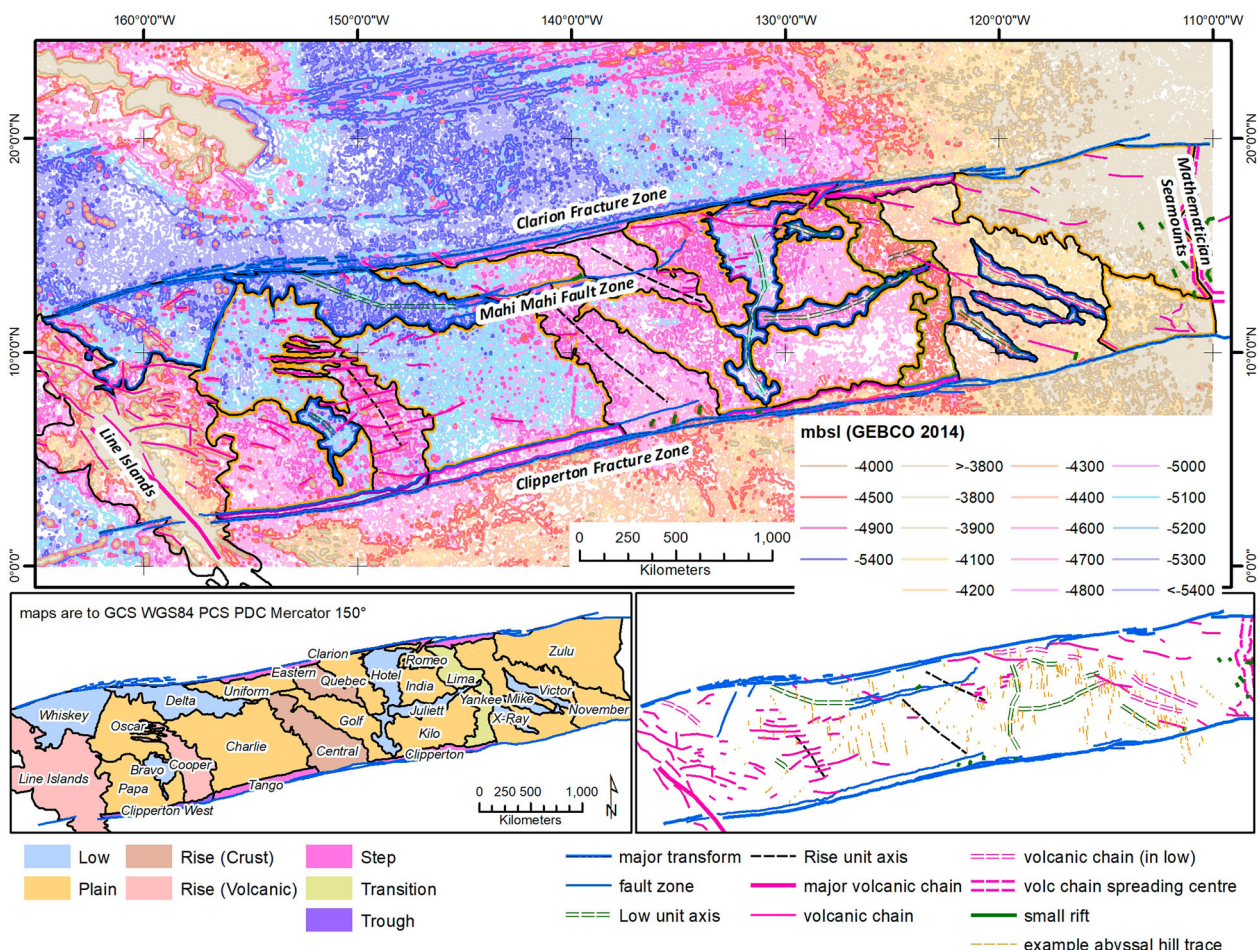 160°0'0"W 150°0'0"W 140°0'0"W 130°0'0"W 120°0'0"W 110°0'0"W
20°0'0"N
20°0'0"N
10°0'0"N
10°0'0"N
0°0'0"
0°0'0"
Clarion Fracture Zone
Mahi Mahi Fault Zone
Clipperton Fracture Zone
Line Islands
Mathematician
Seamounts
0 250 500 1,000
Kilometers
mbsl (GEBCO 2014)
-4000 >-3800 -4300 -5000
-4500 -3800 -4400 -5100
-4900 -3900 -4600 -5200
-5400 -4100 -4700 -5300
-4200 -4800 <-5400
maps are to GCS WGS84 PCS PDC Mercator 150°
Whiskey
Line Islands
Oscar
Delta
Bravo
Papa
Cooper
Clipperton West
Uniform
Charlie
Tango
Eastern
Clarion
Quebec
Golf
Central
Hotel
Romeo
India
Juliett
Kilo
Clipperton
Lima
Yankee
Mike
X-Ray
Victor
November
Zulu
0 250 500 1,000
Kilometers
N
Low
Plain
Rise (Crust)
Rise (Volcanic)
Step
Transition
Trough
major transform
fault zone
Low unit axis
Rise unit axis
major volcanic chain
volcanic chain
volcanic chain (in low)
volc chain spreading centre
small rift
example abyssal hill trace